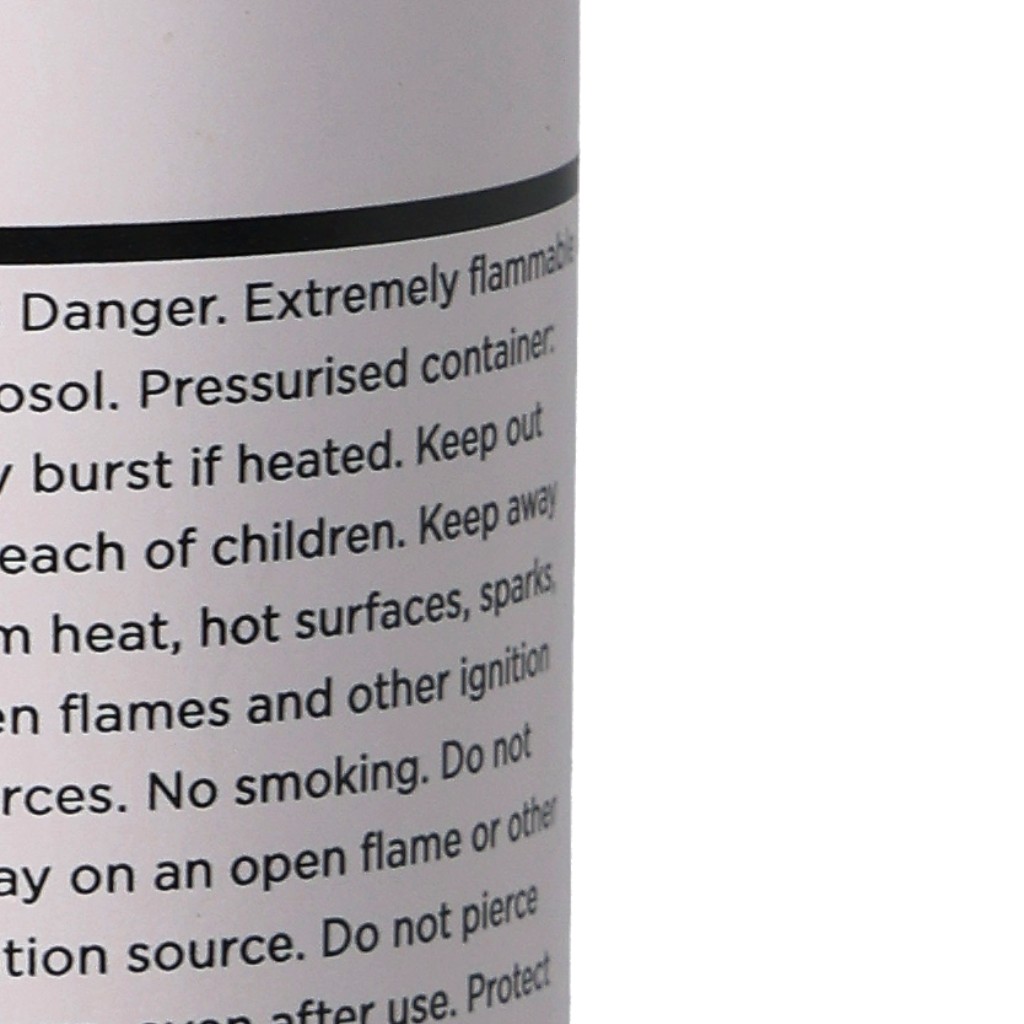 Danger. Extremely flammable
osol. Pressurised container:
y burst if heated. Keep out
each of children. Keep away
m heat, hot surfaces, sparks,
en flames and other ignition
rces. No smoking. Do not
ay on an open flame or other
tion source. Do not pierce
even after use. Protect